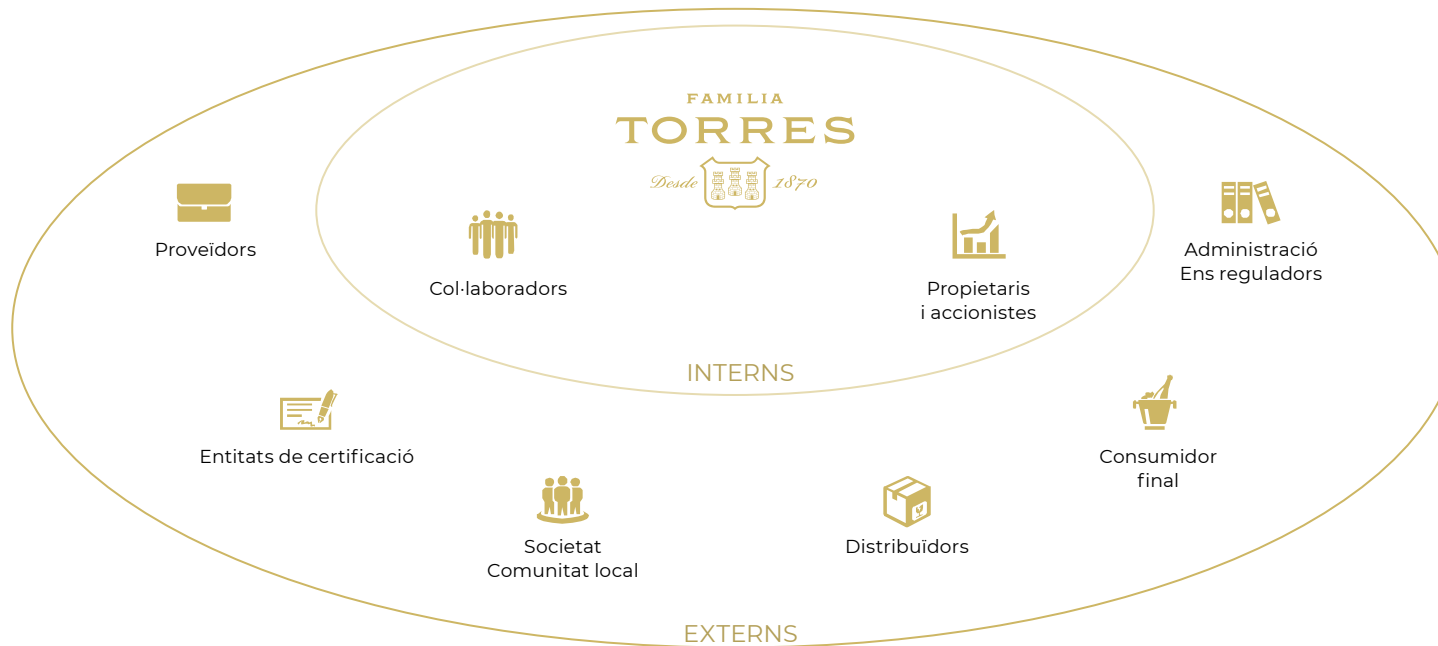 FAMILIA
TORRES
Desde 1870
Proveïdors
Col·laboradors
Propietaris
i accionistes
Administració
Ens reguladors
INTERNS
Entitats de certificació
Consumidor
final
Societat
Comunitat local
Distribuïdors
EXTERNS